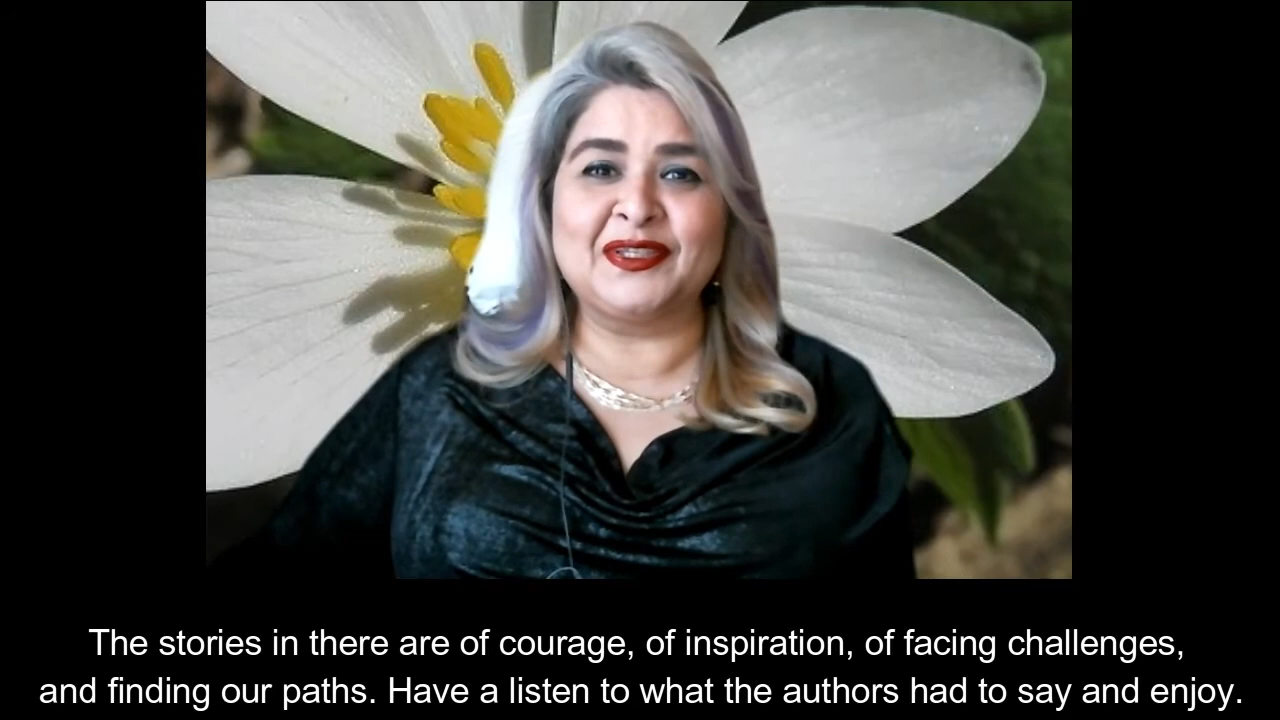 The stories in there are of courage, of inspiration, of facing challenges,
and finding our paths. Have a listen to what the authors had to say and enjoy.